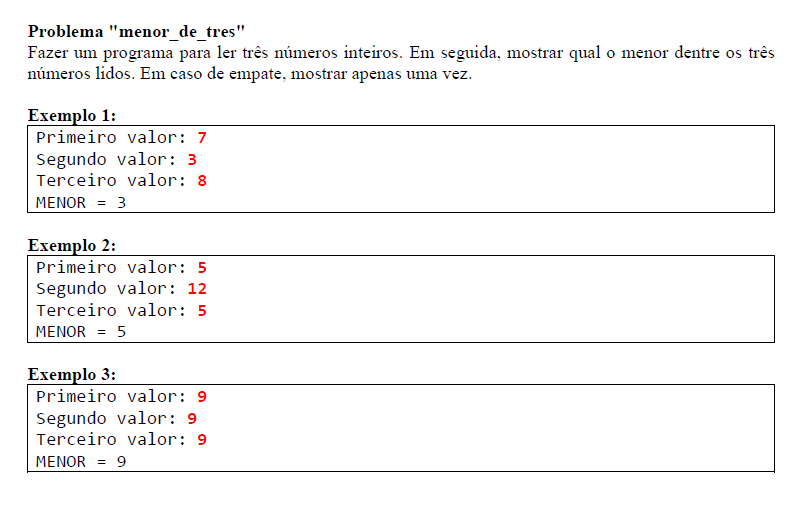 Problema "menor_de_tres"
Fazer um programa para ler três números inteiros. Em seguida, mostrar qual o menor dentre os três
números lidos. Em caso de empate, mostrar apenas uma vez.
Exemplo 1:
Primeiro valor: 7
Segundo valor: 3
Terceiro valor: 8
MENOR = 3
Exemplo 2:
Primeiro valor: 5
Segundo valor: 12
Terceiro valor: 5
MENOR = 5
Exemplo 3:
Primeiro valor: 9
Segundo valor: 9
Terceiro valor: 9
MENOR = 9